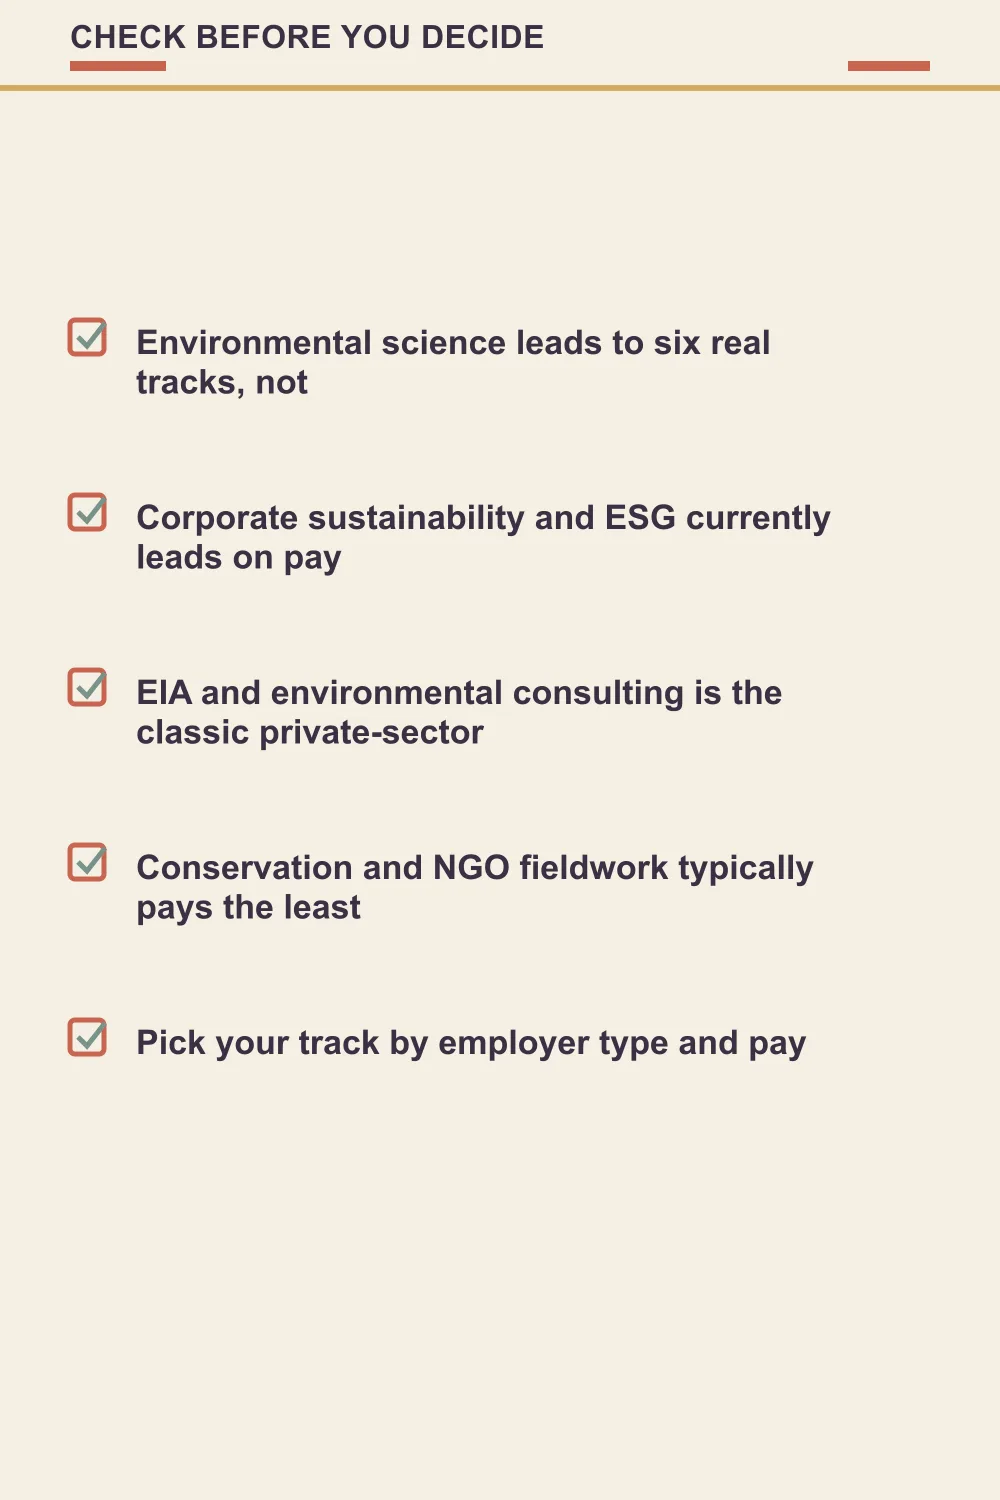 CHECK BEFORE YOU DECIDE
Environmental science leads to six real
tracks, not
Corporate sustainability and ESG currently
leads on pay
EIA and environmental consulting is the
classic private-sector
Conservation and NGO fieldwork typically
pays the least
Pick your track by employer type and pay